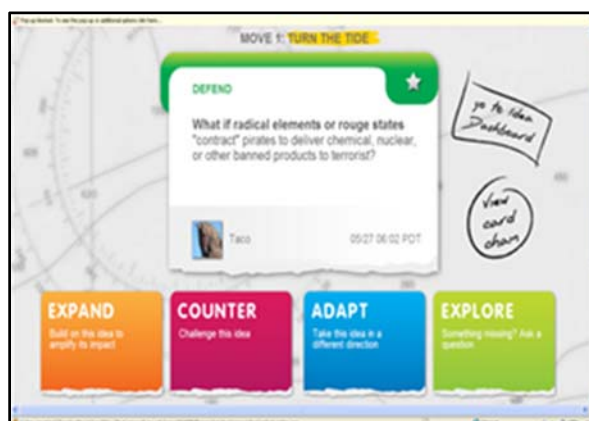 MOVE 1: TURN THE TIDE
DEFEND
What if radical elements or rouge states
"contract" pirates to deliver chemical, nuclear,
or other banned products to terrorist?
Taco
05/27 06:02 PDT
go to Idea
Dashboard
View
card
chain
EXPAND
Build on this idea to
amplify its impact
COUNTER
Challenge this idea
ADAPT
Take this idea in a
different direction
EXPLORE
Something missing? Ask a
question